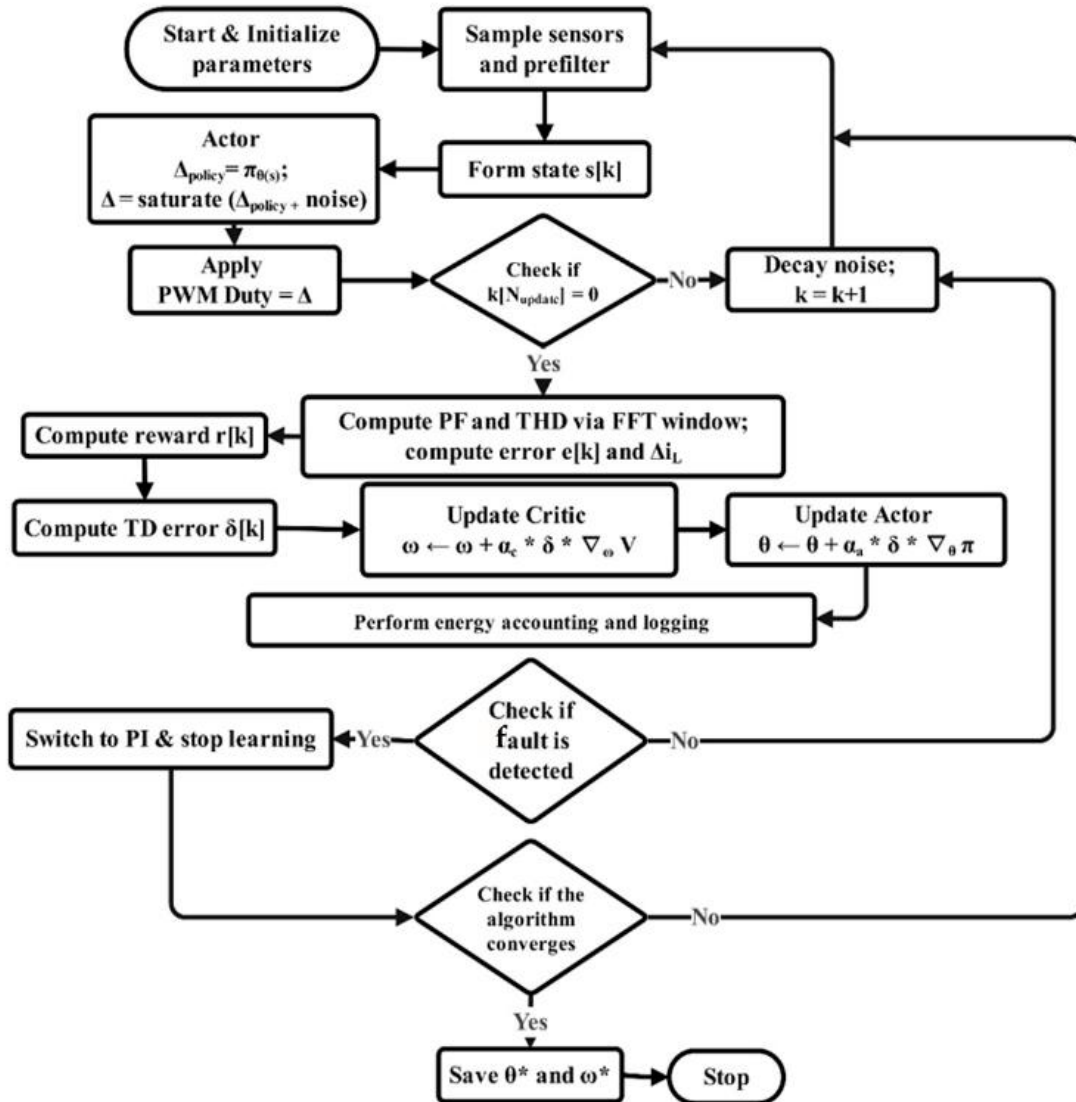 Start & Initialize
parameters
Sample sensors
and prefilter
Actor
Δpolicy= πθ(s);
Δ = saturate (Δpolicy + noise)
Form state s[k]
Apply
PWM Duty = Δ
Check if
k[Nupdate] = 0
No
Decay noise;
k = k+1
Yes
Compute PF and THD via FFT window;
compute error e[k] and ΔiL
Compute reward r[k]
Compute TD error δ[k]
Update Critic
ω ← ω + αc * δ * ∇ω V
Update Actor
θ ← θ + αa * δ * ∇θ π
Perform energy accounting and logging
Check if
fault is
detected
Yes
No
Switch to PI & stop learning
Check if the
algorithm
converges
No
Yes
Save θ* and ω*
Stop